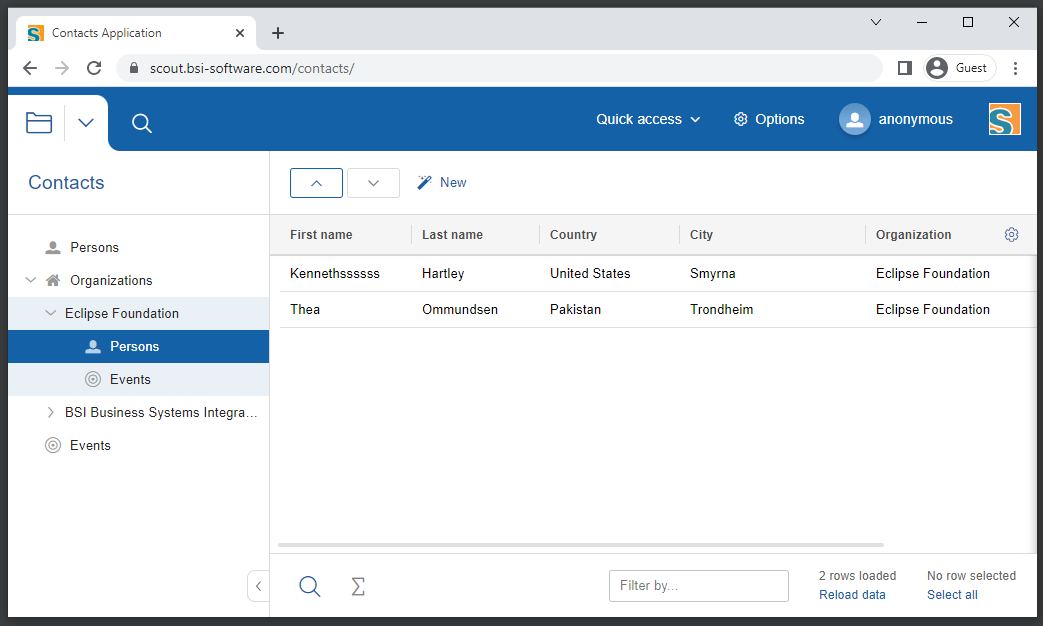 Contacts Application
scout.bsi-software.com/contacts/
Guest
Quick access
Options
anonymous
Contacts
New
Persons
Organizations
Eclipse Foundation
Persons
Events
BSI Business Systems Integra...
Events
First name Last name Country City Organization
Kennethssssss Hartley United States Smyrna Eclipse Foundation
Thea Ommundsen Pakistan Trondheim Eclipse Foundation
Filter by...
2 rows loaded
Reload data
No row selected
Select all